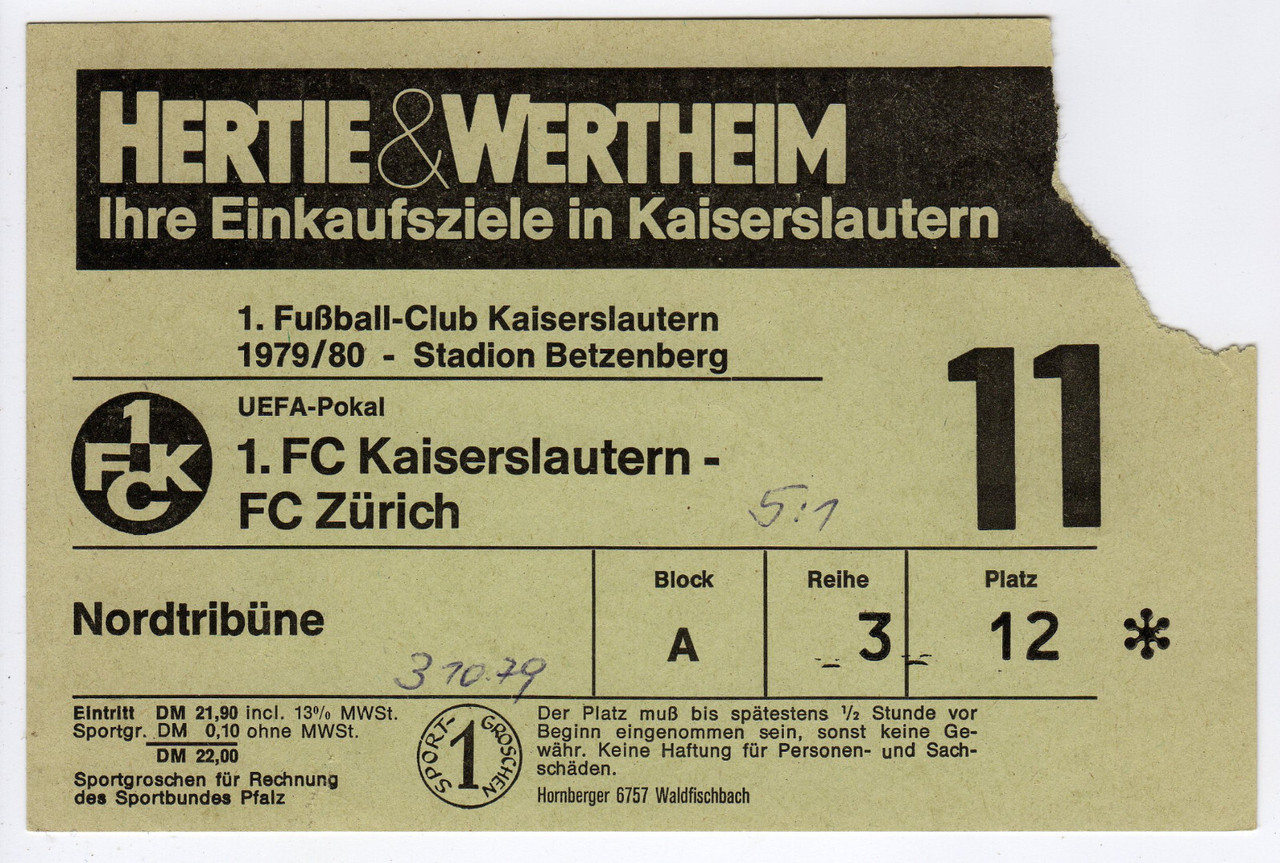 HERTIE & WERTHEIM
Ihre Einkaufsziele in Kaiserslautern
1. Fußball-Club Kaiserslautern
1979/80 - Stadion Betzenberg
11
UEFA-Pokal
1. FC Kaiserslautern -
FC Zürich
5:1
1 FCK
Nordtribüne
3 10.79
Block
A
Reihe
3
Platz
12 *
Eintritt DM 21,90 incl. 13% MWSt.
Sportgr. DM 0,10 ohne MWSt.
DM 22,00
Sportgroschen für Rechnung
des Sportbundes Pfalz
SPORT-GROSCHEN
1
Der Platz muß bis spätestens ½ Stunde vor
Beginn eingenommen sein, sonst keine Ge-
währ. Keine Haftung für Personen- und Sach-
schäden.
Hornberger 6757 Waldfischbach